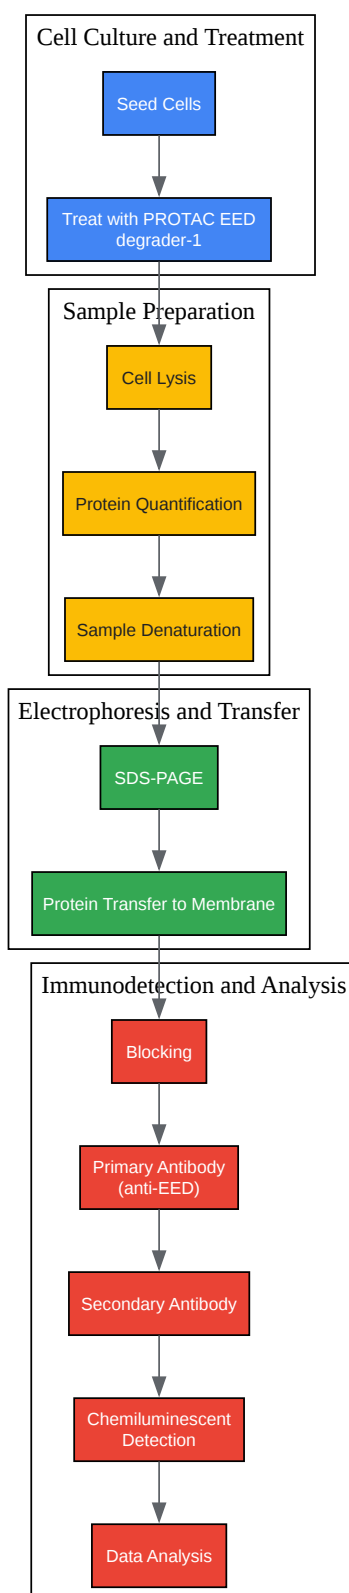 Cell Culture and Treatment
Seed Cells
Treat with PROTAC EED
degrader-1
Sample Preparation
Cell Lysis
Protein Quantification
Sample Denaturation
Electrophoresis and Transfer
SDS-PAGE
Protein Transfer to Membrane
Immunodetection and Analysis
Blocking
Primary Antibody
(anti-EED)
Secondary Antibody
Chemiluminescent
Detection
Data Analysis